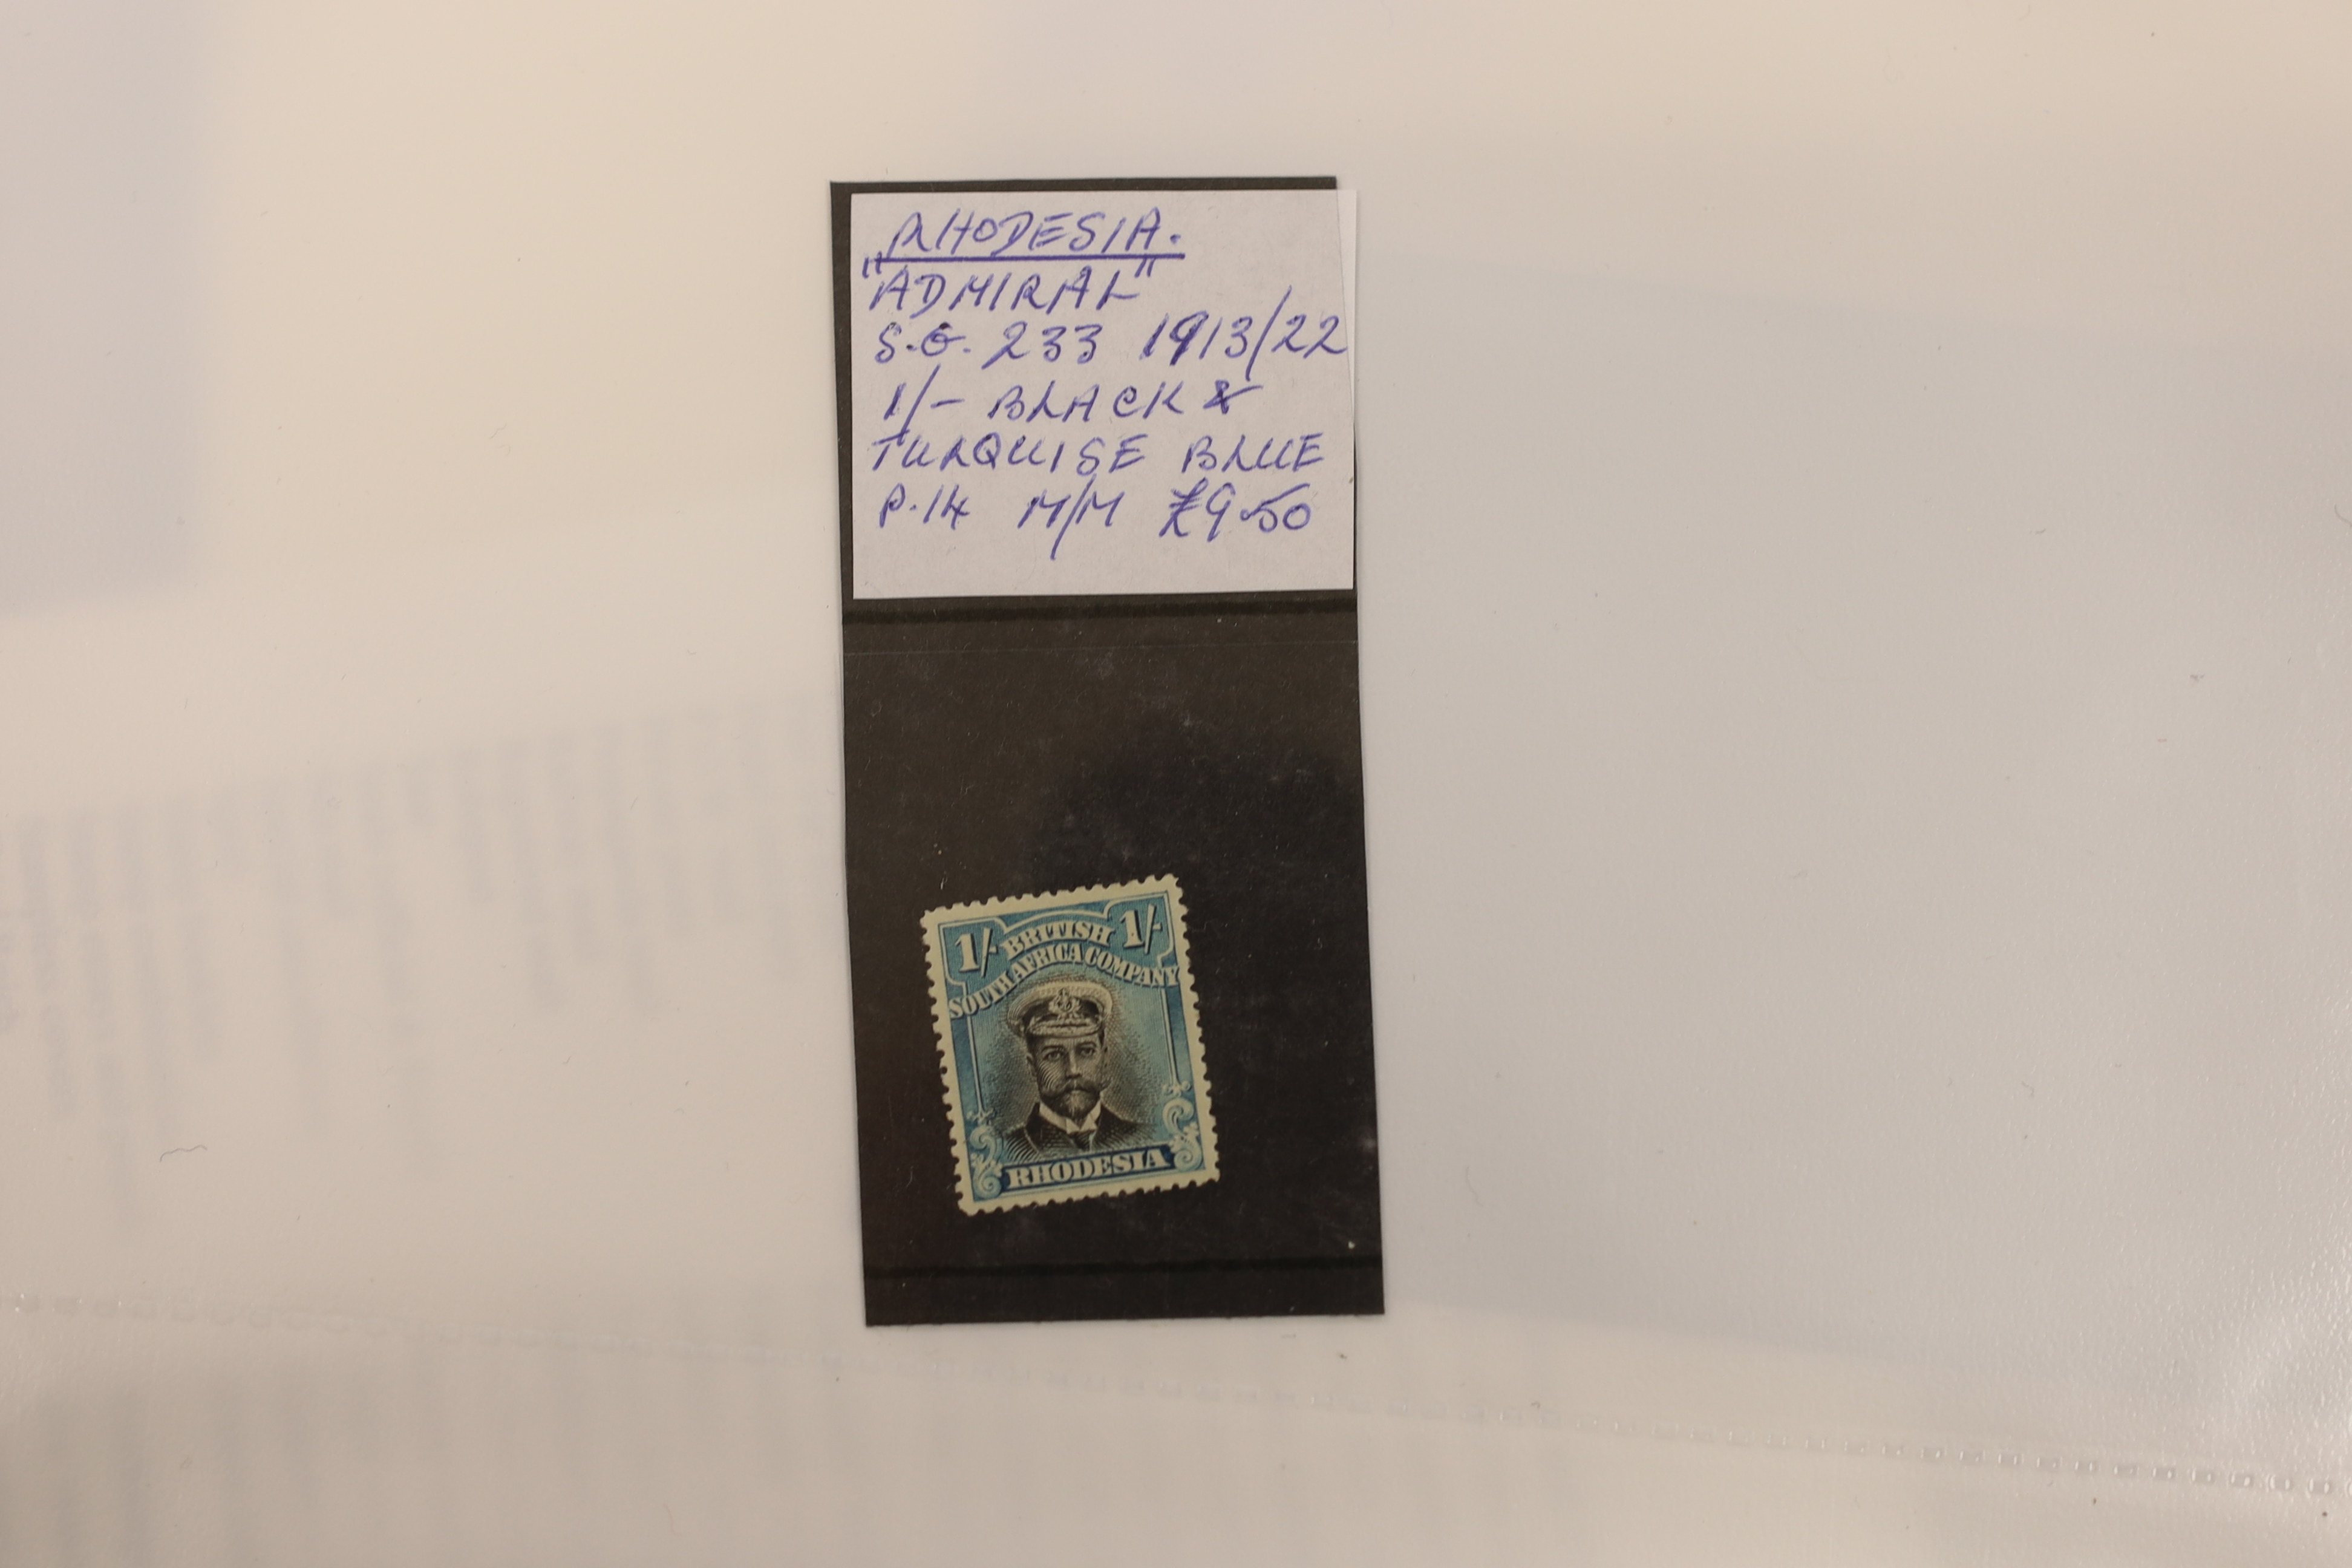 RHODESIA.
"ADMIRAL"
S.G. 233 1913/22
1/- BLACK &
TURQUISE BLUE
P.14 M/M £9.50
1/- BRITISH 1/-
SOUTH AFRICA COMPANY
RHODESIA